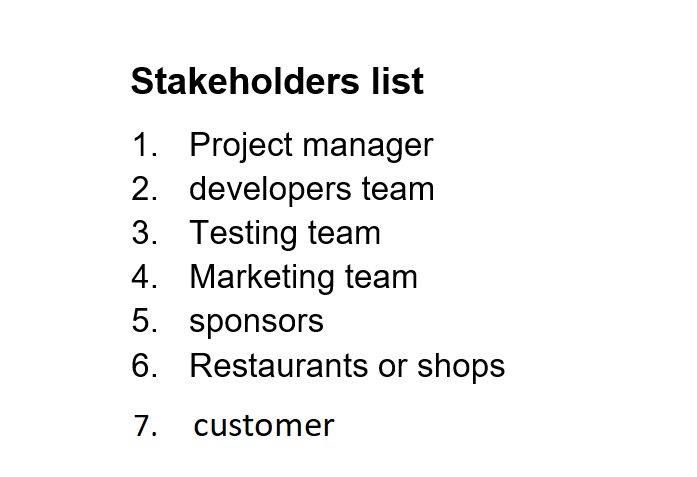 Stakeholders list
1. Project manager
2. developers team
3. Testing team
4. Marketing team
5. sponsors
6. Restaurants or shops
7. customer